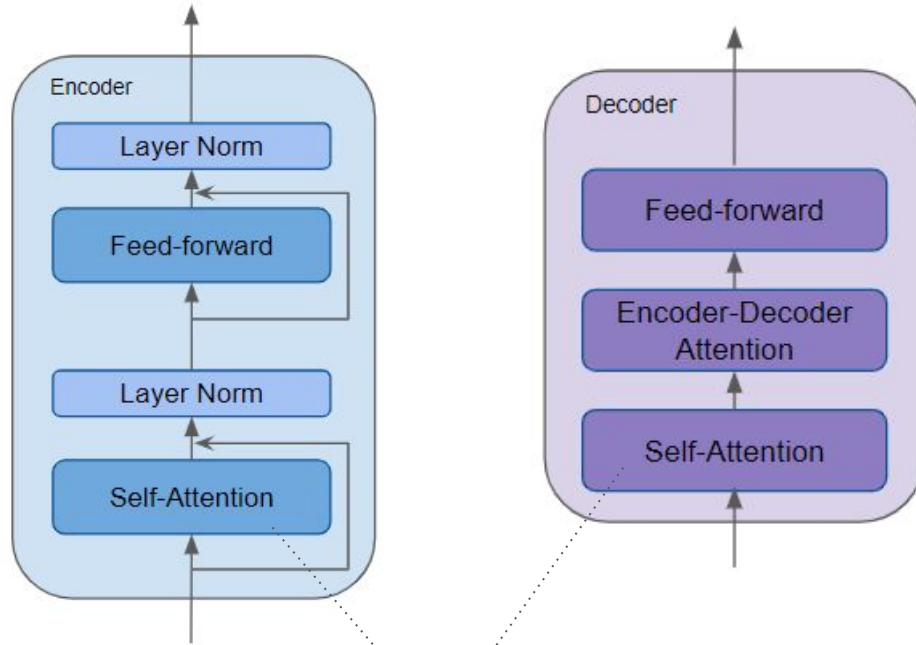 Encoder
Layer Norm
Feed-forward
Layer Norm
Self-Attention
Decoder
Feed-forward
Encoder-Decoder
Attention
Self-Attention